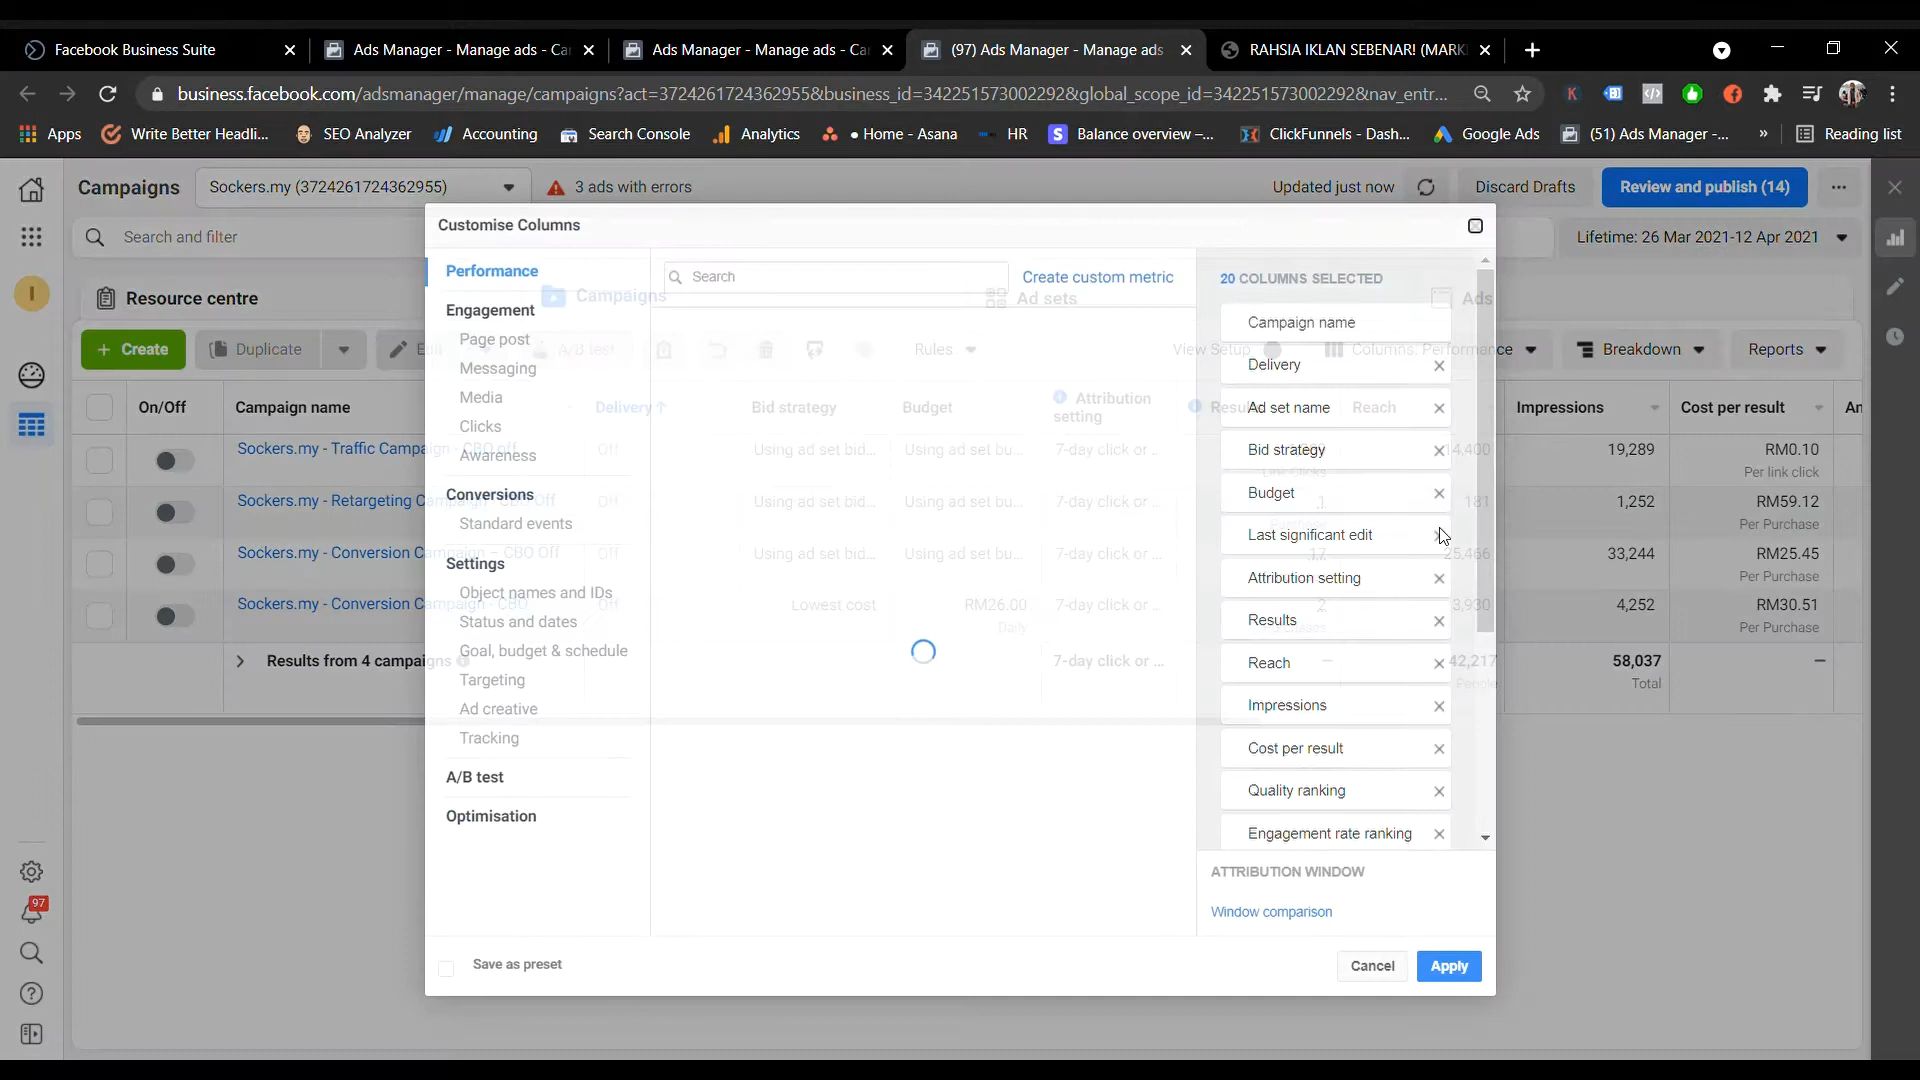 Facebook Business Suite
Ads Manager - Manage ads - Ca
Ads Manager - Manage ads - Ca
(97) Ads Manager - Manage ads
RAHSIA IKLAN SEBENAR! (MARK
business.facebook.com/adsmanager/manage/campaigns?act=3724261724362955&business_id=342251573002292&global_scope_id=342251573002292&nav_entr...
Apps
Write Better Headli...
SEO Analyzer
Accounting
Search Console
Analytics
• Home - Asana
HR
Balance overview –...
ClickFunnels - Dash...
Google Ads
(51) Ads Manager -...
»
Reading list
Campaigns
Sockers.my (3724261724362955)
3 ads with errors
Updated just now
Discard Drafts
Review and publish (14)
Search and filter
Lifetime: 26 Mar 2021-12 Apr 2021
Resource centre
Campaigns
Ad sets
Ads
+ Create
Duplicate
Edit
A/B test
Rules
View Setup
Columns: Performance
Breakdown
Reports
On/Off
Campaign name
Delivery ↑
Bid strategy
Budget
Attribution
setting
Results
Reach
Impressions
Cost per result
Sockers.my - Traffic Campaign - CBO off
Off
Using ad set bid...
Using ad set bu...
7-day click or ...
14,400
19,289
RM0.10
Per link click
Sockers.my - Retargeting C
Off
Using ad set bid...
Using ad set bu...
7-day click or ...
1
181
1,252
RM59.12
Per Purchase
Sockers.my - Conversion Campaign – CBO Off
Off
Using ad set bid...
Using ad set bu...
7-day click or ...
17
25,466
33,244
RM25.45
Per Purchase
Sockers.my - Conversion Campaign - CBO
Off
Lowest cost
RM26.00
Daily
7-day click or ...
2
3,930
4,252
RM30.51
Per Purchase
Results from 4 campaigns
7-day click or ...
–
42,217
People
58,037
Total
–
Customise Columns
Performance
Engagement
Page post
Messaging
Media
Clicks
Awareness
Conversions
Standard events
Settings
Object names and IDs
Status and dates
Goal, budget & schedule
Targeting
Ad creative
Tracking
A/B test
Optimisation
Search
Create custom metric
20 COLUMNS SELECTED
Campaign name
Delivery
Ad set name
Bid strategy
Budget
Last significant edit
Attribution setting
Results
Reach
Impressions
Cost per result
Quality ranking
Engagement rate ranking
ATTRIBUTION WINDOW
Window comparison
Save as preset
Cancel
Apply
I
97